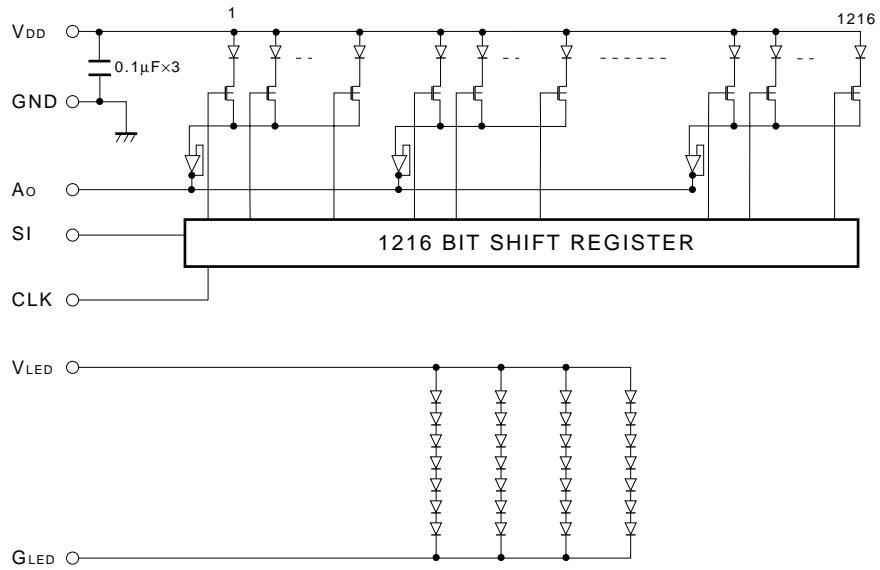 1
1216
VDD
0.1μF×3
GND
AO
SI
1216 BIT SHIFT REGISTER
CLK
VLED
GLED